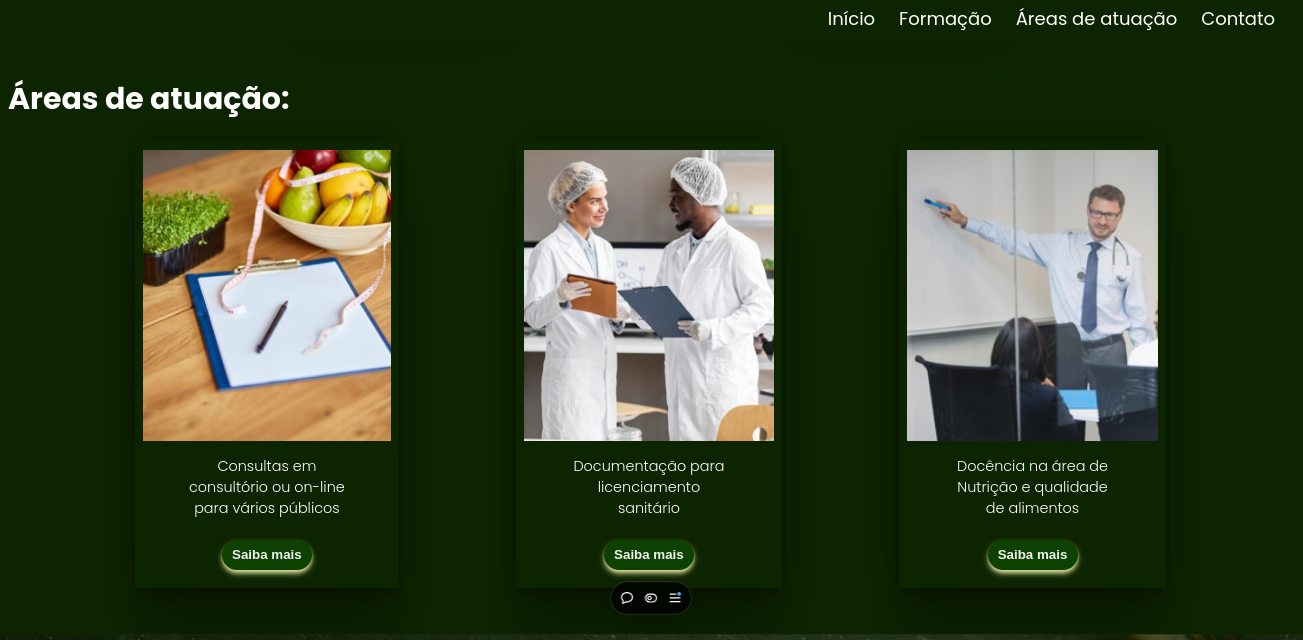 Início Formação Áreas de atuação Contato
Áreas de atuação:
Consultas em
consultório ou on-line
para vários públicos
Saiba mais
Documentação para
licenciamento
sanitário
Saiba mais
Docência na área de
Nutrição e qualidade
de alimentos
Saiba mais